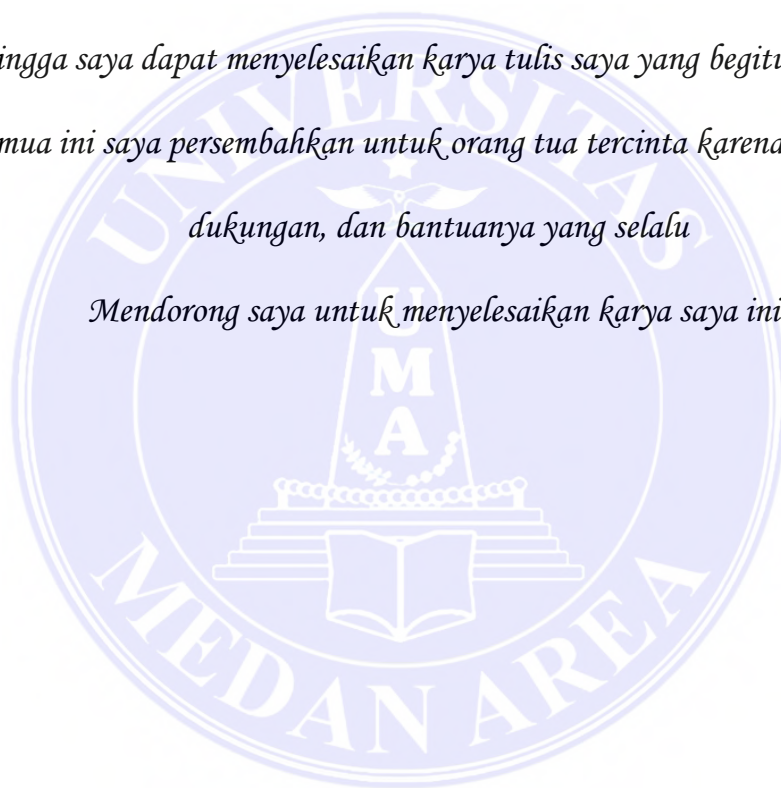 ingga saya dapat menyelesaikan karya tulis saya yang begitu
mua ini saya persembahkan untuk orang tua tercinta karena
dukungan, dan bantuanya yang selalu
Mendorong saya untuk menyelesaikan karya saya ini
UNIVERSITAS
UMA
MEDAN AREA